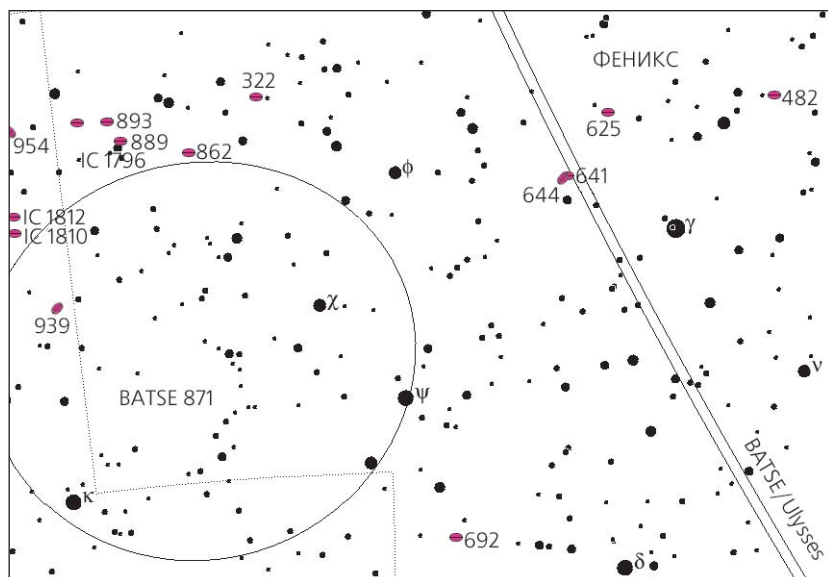 ФЕНИКС
322
482
893
625
954
889
IC 1796
862
φ
641
644
IC 1812
γ
IC 1810
χ
939
ν
BATSE 871
ψ
BATSE/Ulysses
κ
692
δ